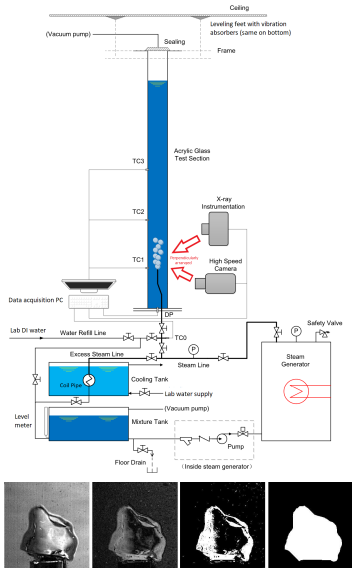 Ceiling
Leveling feet with vibration
absorbers (same on bottom)
(Vacuum pump)
Sealing
Frame
Acrylic Glass
Test Section
TC3
X-ray
Instrumentation
TC2
Perpendicularly
arranged
TC1
High Speed
Camera
Data acquisition PC
DP
Lab DI water
Water Refill Line
TC0
Safety Valve
P
P
Excess Steam Line
Steam Line
Steam
Generator
Coil Pipe
Cooling Tank
Lab water supply
Level
meter
(Vacuum pump)
Mixture Tank
Pump
Floor Drain
(Inside steam generator)